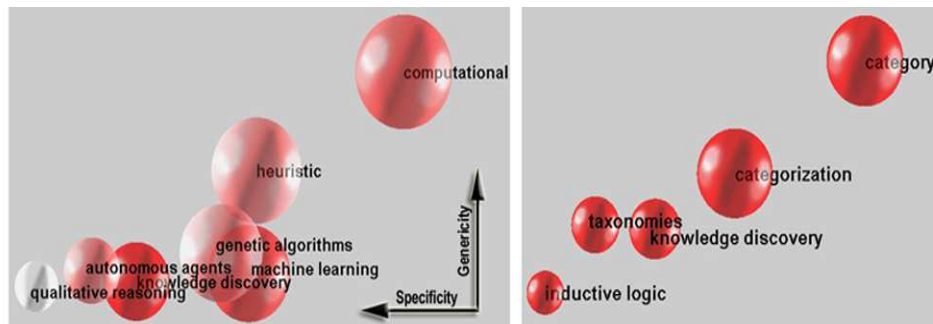 computational
heuristic
genetic algorithms
machine learning
autonomous agents
knowledge discovery
qualitative reasoning
Genericity
Specificity
category
categorization
taxonomies
knowledge discovery
inductive logic